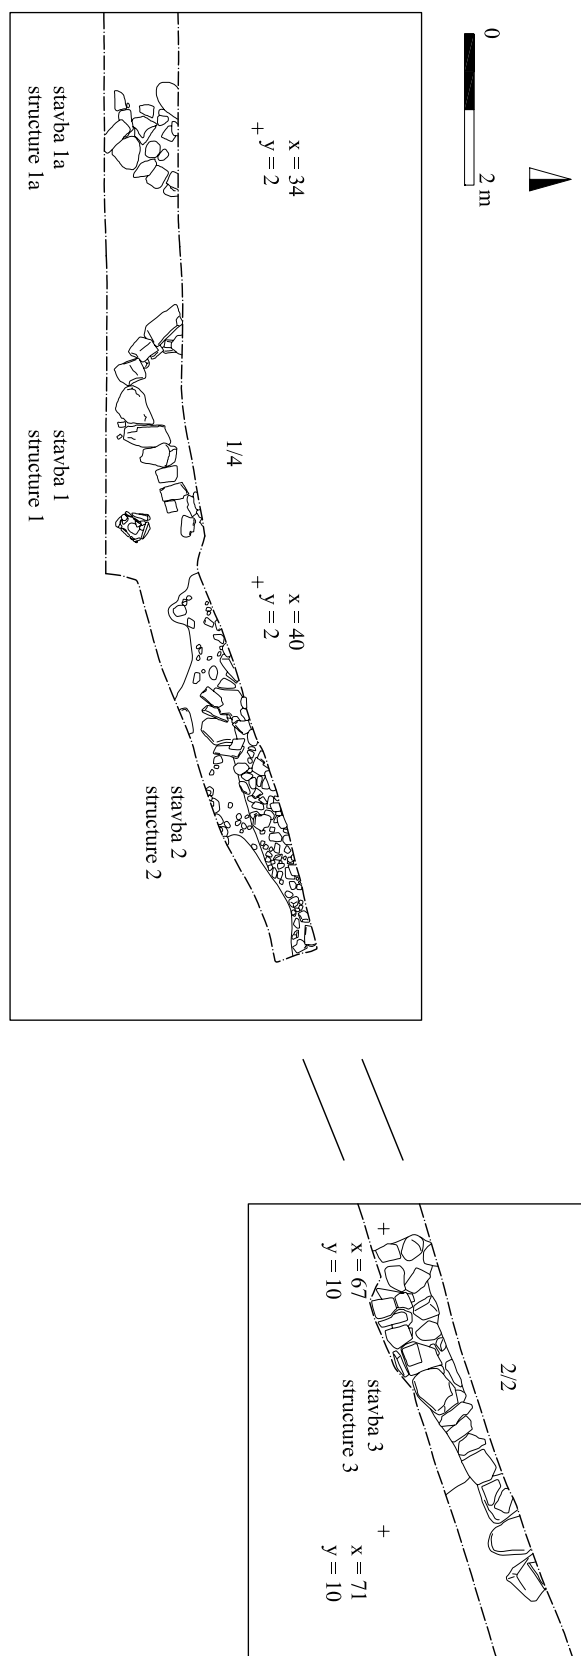 0
2 m
x = 34
y = 2
stavba 1a
structure 1a
1/4
stavba 1
structure 1
x = 40
y = 2
stavba 2
structure 2
x = 67
y = 10
2/2
stavba 3
structure 3
x = 71
y = 10